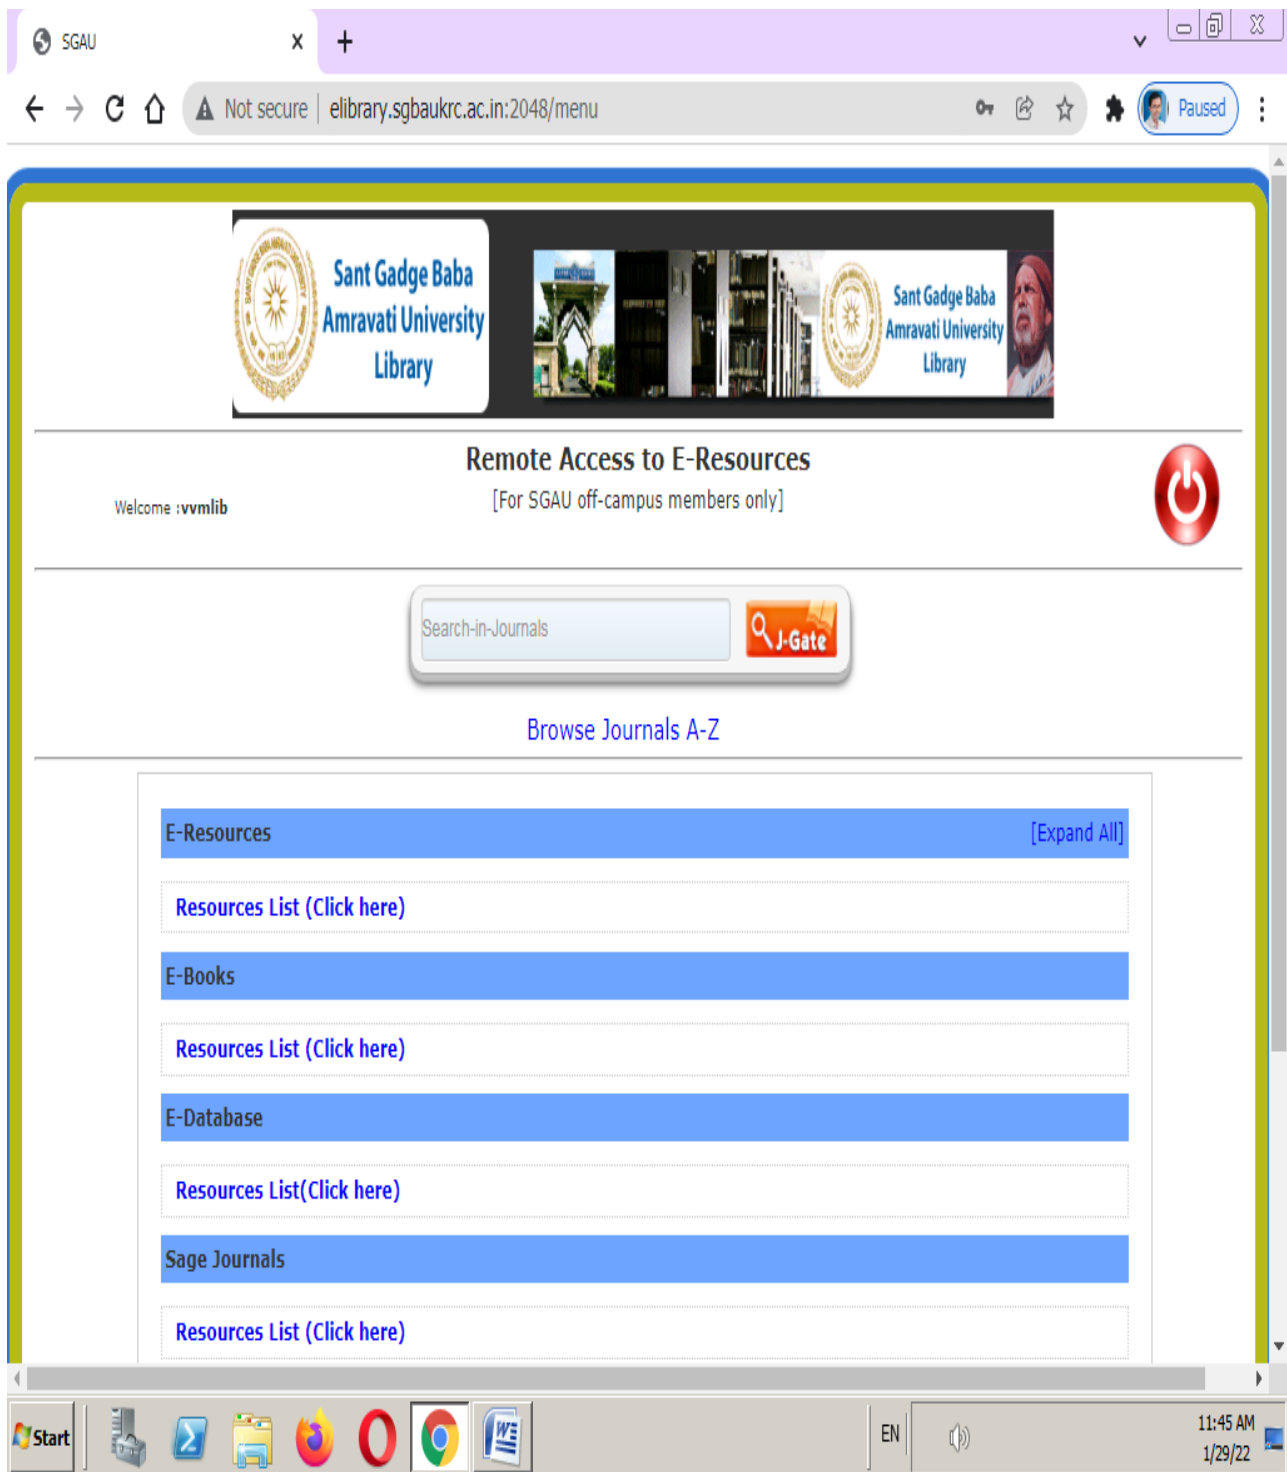 SGAU
Not secure
elibrary.sgbaukrc.ac.in:2048/menu
Paused
Sant Gadge Baba
Amravati University
Library
Sant Gadge Baba
Amravati University
Library
Remote Access to E-Resources
[For SGAU off-campus members only]
Welcome :vvmlib
Search-in-Journals
J-Gate
Browse Journals A-Z
E-Resources
[Expand All]
Resources List (Click here)
E-Books
Resources List (Click here)
E-Database
Resources List(Click here)
Sage Journals
Resources List (Click here)
Start
EN
11:45 AM
1/29/22